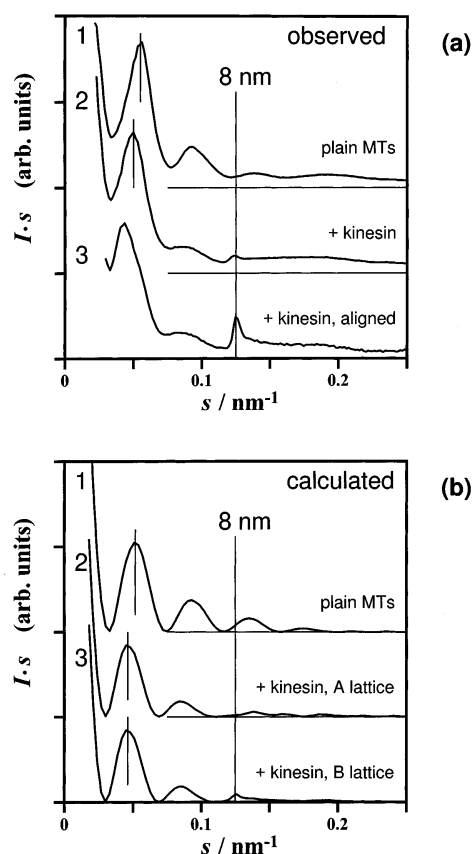 1
observed
(a)
2
8 nm
plain MTs
+ kinesin
3
+ kinesin, aligned
I·s (arb. units)
0
0.1
0.2
s / nm-1
1
calculated
(b)
8 nm
2
plain MTs
3
+ kinesin, A lattice
+ kinesin, B lattice
I·s (arb. units)
0
0.1
0.2
s / nm-1